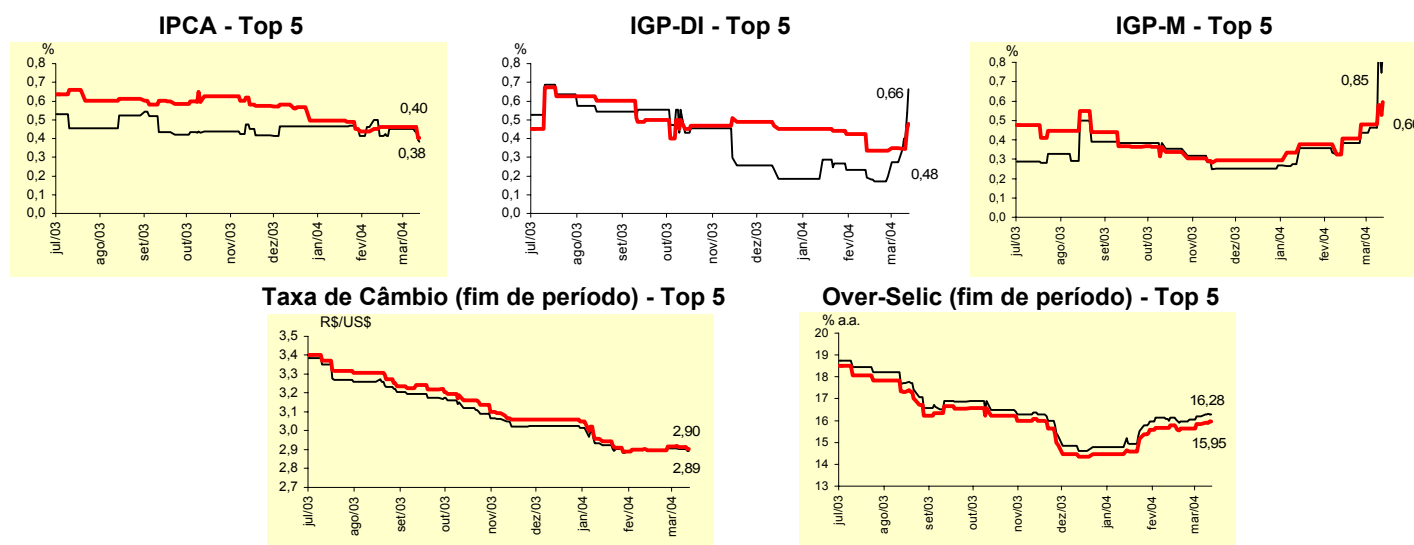 IPCA - Top 5
%
0,8
0,7
0,6
0,5
0,4
0,3
0,2
0,1
0,0
0,40
0,38
jul/03
ago/03
set/03
out/03
nov/03
dez/03
jan/04
fev/04
mar/04
IGP-DI - Top 5
%
0,8
0,7
0,6
0,5
0,4
0,3
0,2
0,1
0,0
0,66
0,48
jul/03
ago/03
set/03
out/03
nov/03
dez/03
jan/04
fev/04
mar/04
IGP-M - Top 5
%
0,8
0,7
0,6
0,5
0,4
0,3
0,2
0,1
0,0
0,85
0,60
jul/03
ago/03
set/03
out/03
nov/03
dez/03
jan/04
fev/04
mar/04
Taxa de Câmbio (fim de período) - Top 5
R$/US$
3,5
3,4
3,3
3,2
3,1
3,0
2,9
2,8
2,7
2,90
2,89
jul/03
ago/03
set/03
out/03
nov/03
dez/03
jan/04
fev/04
mar/04
Over-Selic (fim de período) - Top 5
% a.a.
20
19
18
17
16
15
14
13
16,28
15,95
jul/03
ago/03
set/03
out/03
nov/03
dez/03
jan/04
fev/04
mar/04